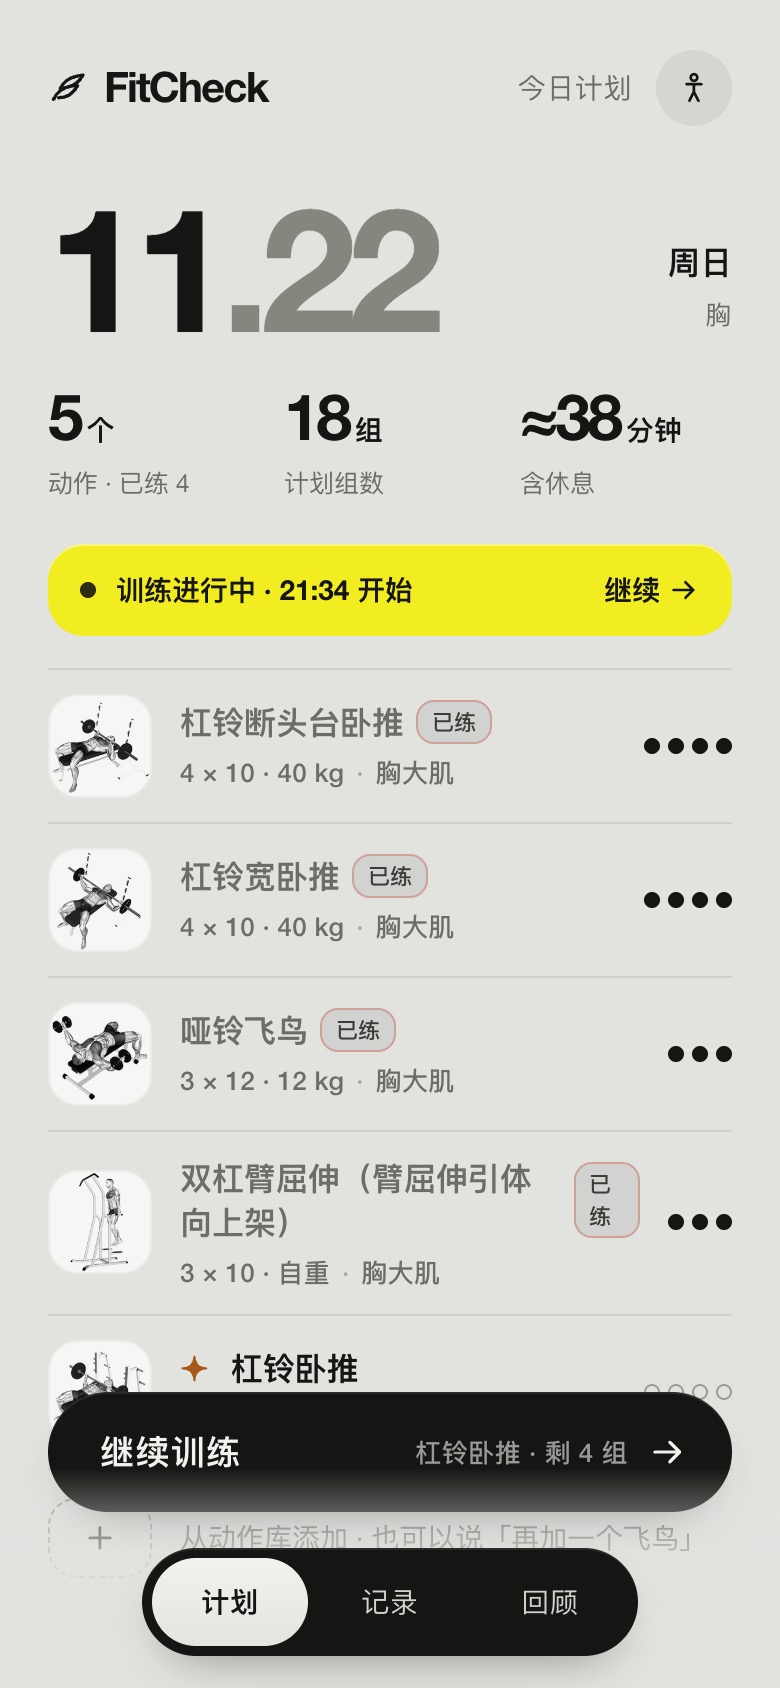 FitCheck
今日计划
11.22
周日
胸
5个
18组
≈38分钟
动作 · 已练 4
计划组数
含休息
训练进行中 · 21:34 开始
继续 →
杠铃断头台卧推 已练
4 × 10 · 40 kg · 胸大肌
杠铃宽卧推 已练
4 × 10 · 40 kg · 胸大肌
哑铃飞鸟 已练
3 × 12 · 12 kg · 胸大肌
双杠臂屈伸（臂屈伸引体
向上架）
已
练
3 × 10 · 自重 · 胸大肌
杠铃卧推
继续训练
杠铃卧推 · 剩 4 组 →
从动作库添加 · 也可以说「再加一个飞鸟」
计划
记录
回顾